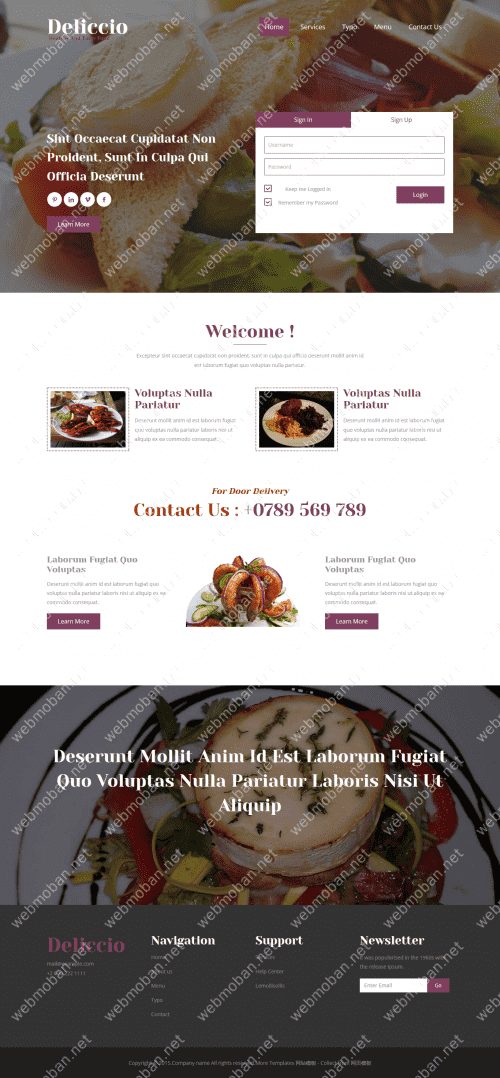 Deliccio
Home Services Typo Menu Contact Us
Sint Occaecat Cupidatat Non
Proident, Sunt In Culpa Qui
Officia Deserunt
Learn More
Sign In Sign Up
Username
Password
Keep me Logged in
Remember my Password
Login
Welcome !
Excepteur sint occaecat cupidatat non proident, sunt in culpa qui officia deserunt mollit anim id
est laborum fugiat quo voluptas nulla pariatur.
Voluptas Nulla
Pariatur
Deserunt mollit anim id est laborum fugiat
quo voluptas nulla pariatur laboris nisi ut
aliquip ex ea commodo consequat.
Voluptas Nulla
Pariatur
Deserunt mollit anim id est laborum fugiat
quo voluptas nulla pariatur laboris nisi ut
aliquip ex ea commodo consequat.
For Door Delivery
Contact Us : +0789 569 789
Laborum Fugiat Quo
Voluptas
Deserunt mollit anim id est laborum fugiat quo
voluptas nulla pariatur laboris nisi ut ex ea
commodo consequat.
Learn More
Laborum Fugiat Quo
Voluptas
Deserunt mollit anim id est laborum fugiat quo
voluptas nulla pariatur laboris nisi ut ex ea
commodo consequat.
Learn More
Deserunt Mollit Anim Id Est Laborum Fugiat
Quo Voluptas Nulla Pariatur Laboris Nisi Ut
Aliquip
Deliccio
Navigation
Home
About Us
Menu
Typo
Contact
Support
Help Center
Newsletter
It was popularised in the 1960s with
the release Ipsum.
Enter Email Go
Copyright © 2015.Company name All rights reserved.More Templates
webmoban.net